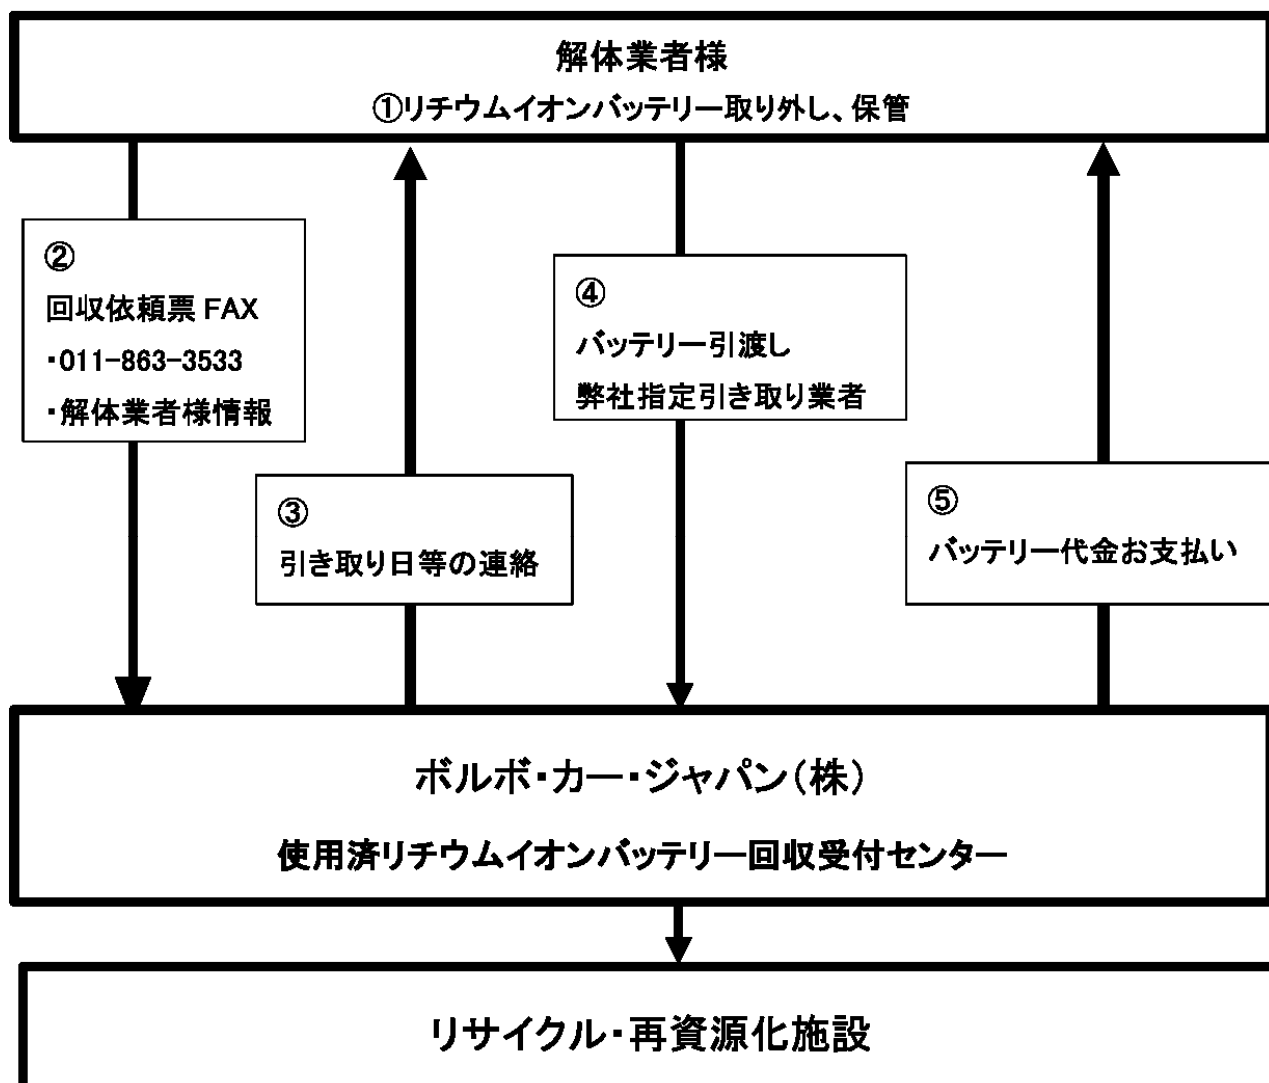 解体業者様
①リチウムイオンバッテリー取り外し、保管
②
回収依頼票 FAX
・011-863-3533
・解体業者様情報
③
引き取り日等の連絡
④
バッテリー引渡し
弊社指定引き取り業者
⑤
バッテリー代金お支払い
ボルボ・カー・ジャパン(株)
使用済リチウムイオンバッテリー回収受付センター
リサイクル・再資源化施設